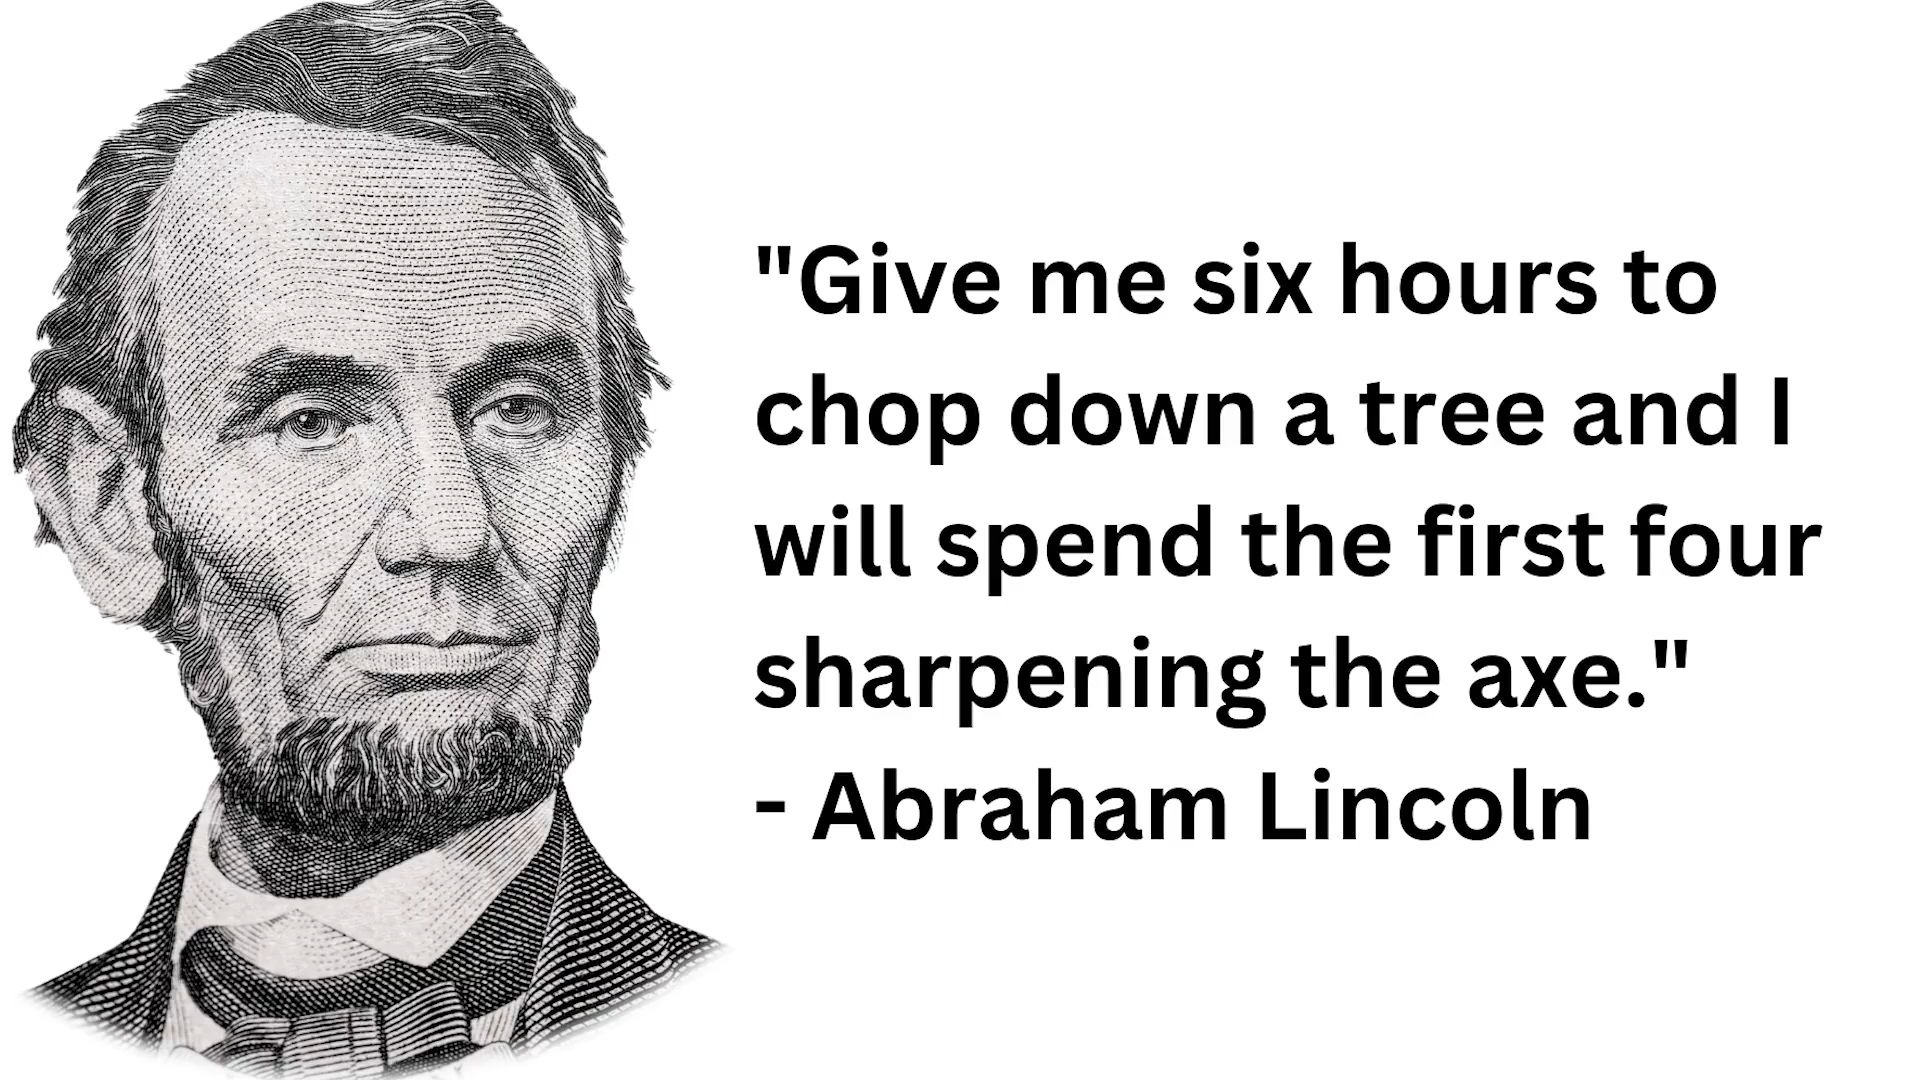 "Give me six hours to
chop down a tree and I
will spend the first four
sharpening the axe."
- Abraham Lincoln